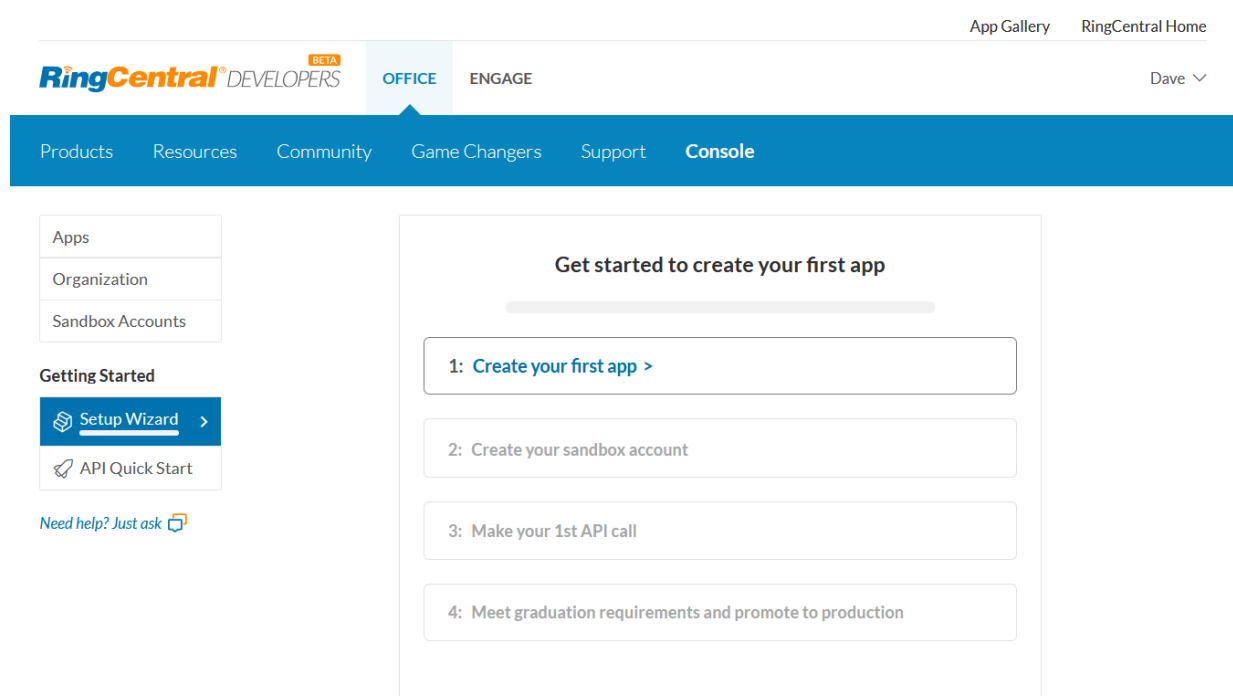 App Gallery RingCentral Home
RingCentral® DEVELOPERS BETA
OFFICE ENGAGE Dave
Products Resources Community Game Changers Support Console
Apps
Organization
Sandbox Accounts
Getting Started
Setup Wizard
API Quick Start
Need help? Just ask
Get started to create your first app
1: Create your first app >
2: Create your sandbox account
3: Make your 1st API call
4: Meet graduation requirements and promote to production